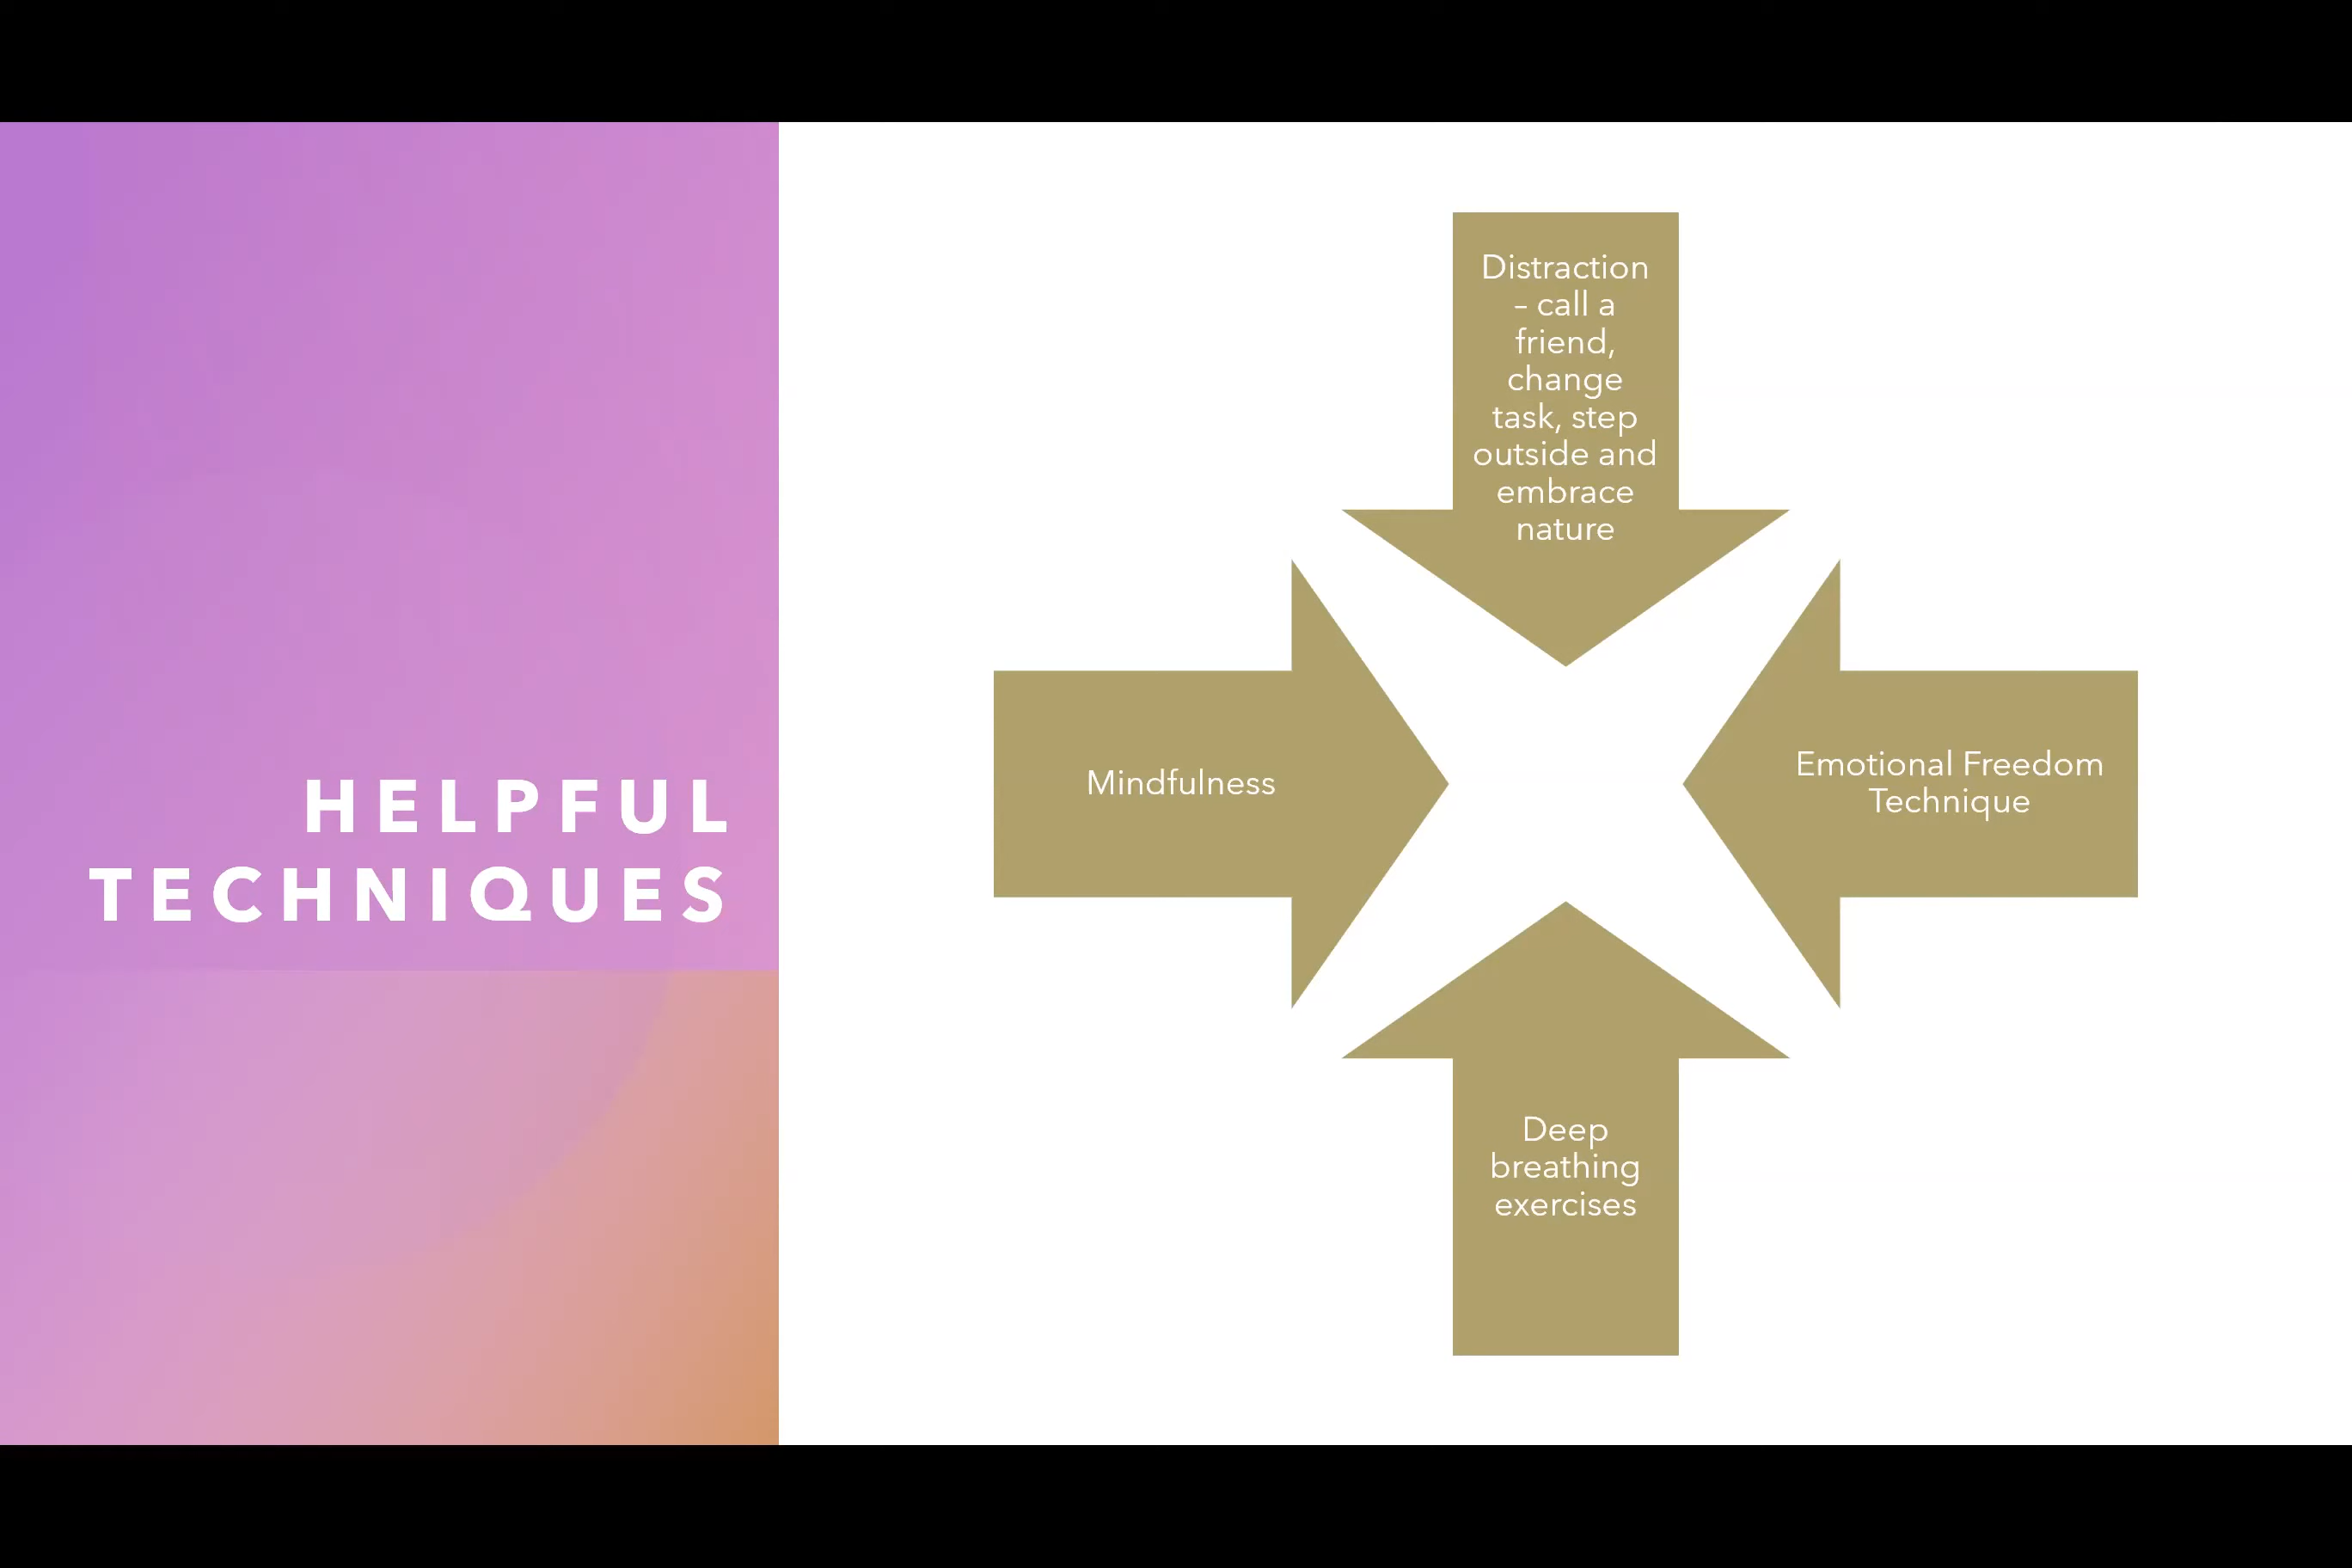 HELPFUL
TECHNIQUES
Distraction
– call a
friend,
change
task, step
outside and
embrace
nature
Mindfulness
Emotional Freedom
Technique
Deep
breathing
exercises